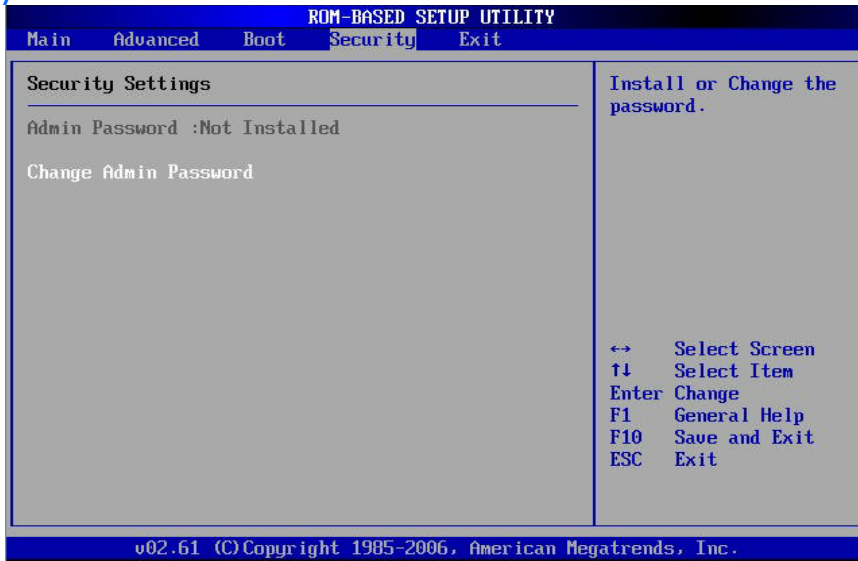 ROM-BASED SETUP UTILITY
Main Advanced Boot Security Exit
Security Settings
Admin Password :Not Installed
Change Admin Password
Install or Change the
password.
↔ Select Screen
↑↓ Select Item
Enter Change
F1 General Help
F10 Save and Exit
ESC Exit
v02.61 (C)Copyright 1985-2006, American Megatrends, Inc.